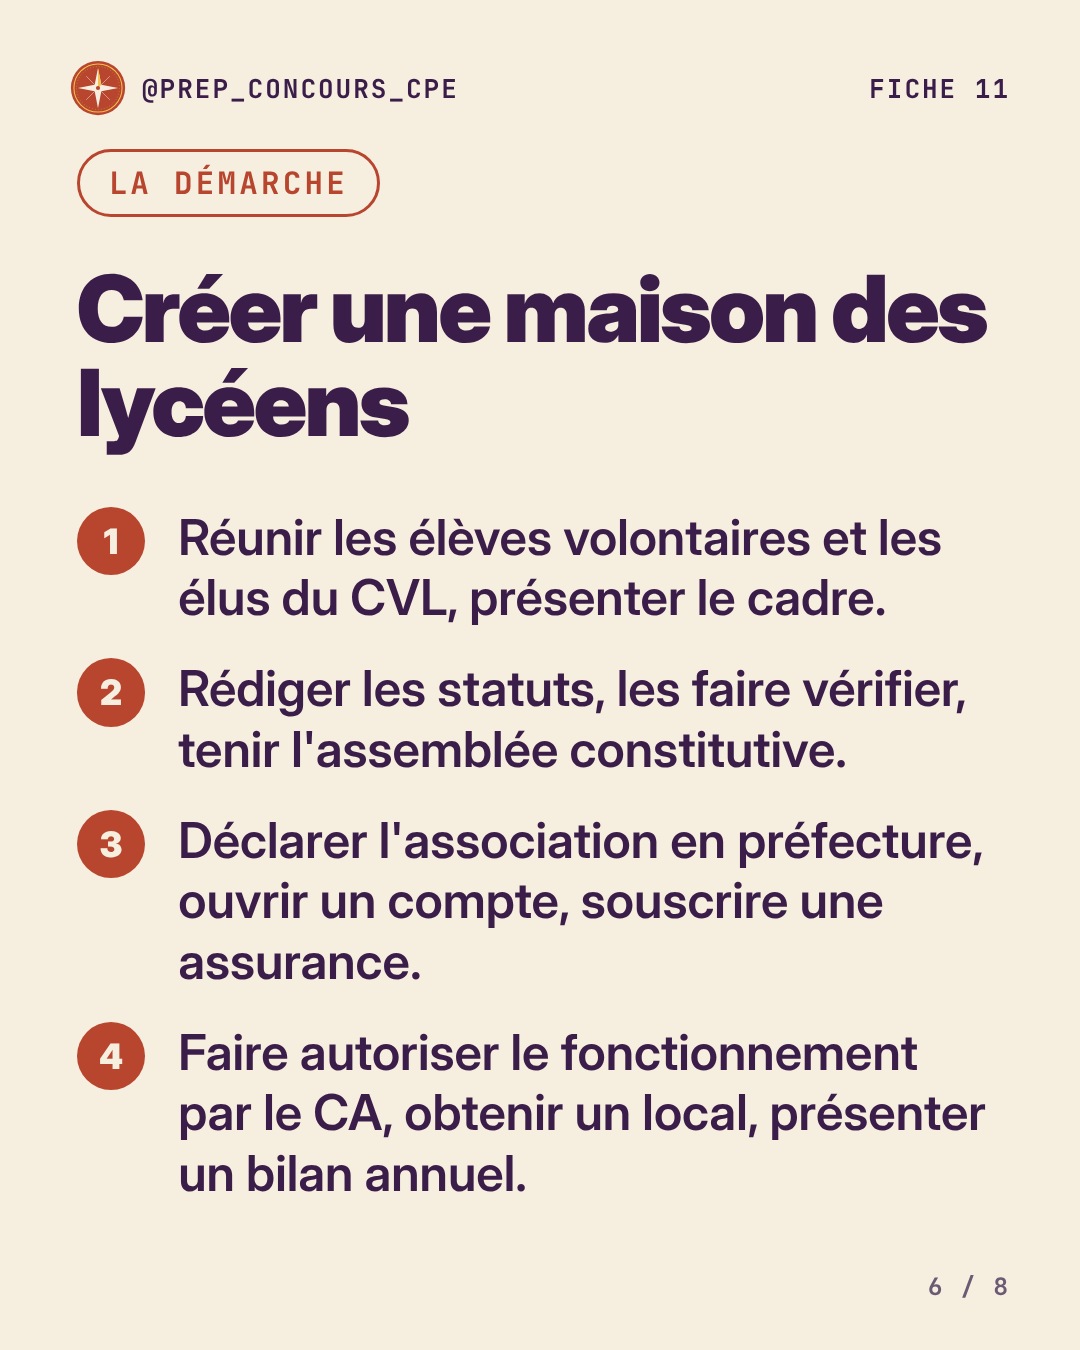 @PREP_CONCOURS_CPE
FICHE 11
LA DÉMARCHE
Créer une maison des
lycéens
1
Réunir les élèves volontaires et les
élus du CVL, présenter le cadre.
2
Rédiger les statuts, les faire vérifier,
tenir l'assemblée constitutive.
3
Déclarer l'association en préfecture,
ouvrir un compte, souscrire une
assurance.
4
Faire autoriser le fonctionnement
par le CA, obtenir un local, présenter
un bilan annuel.
6 / 8